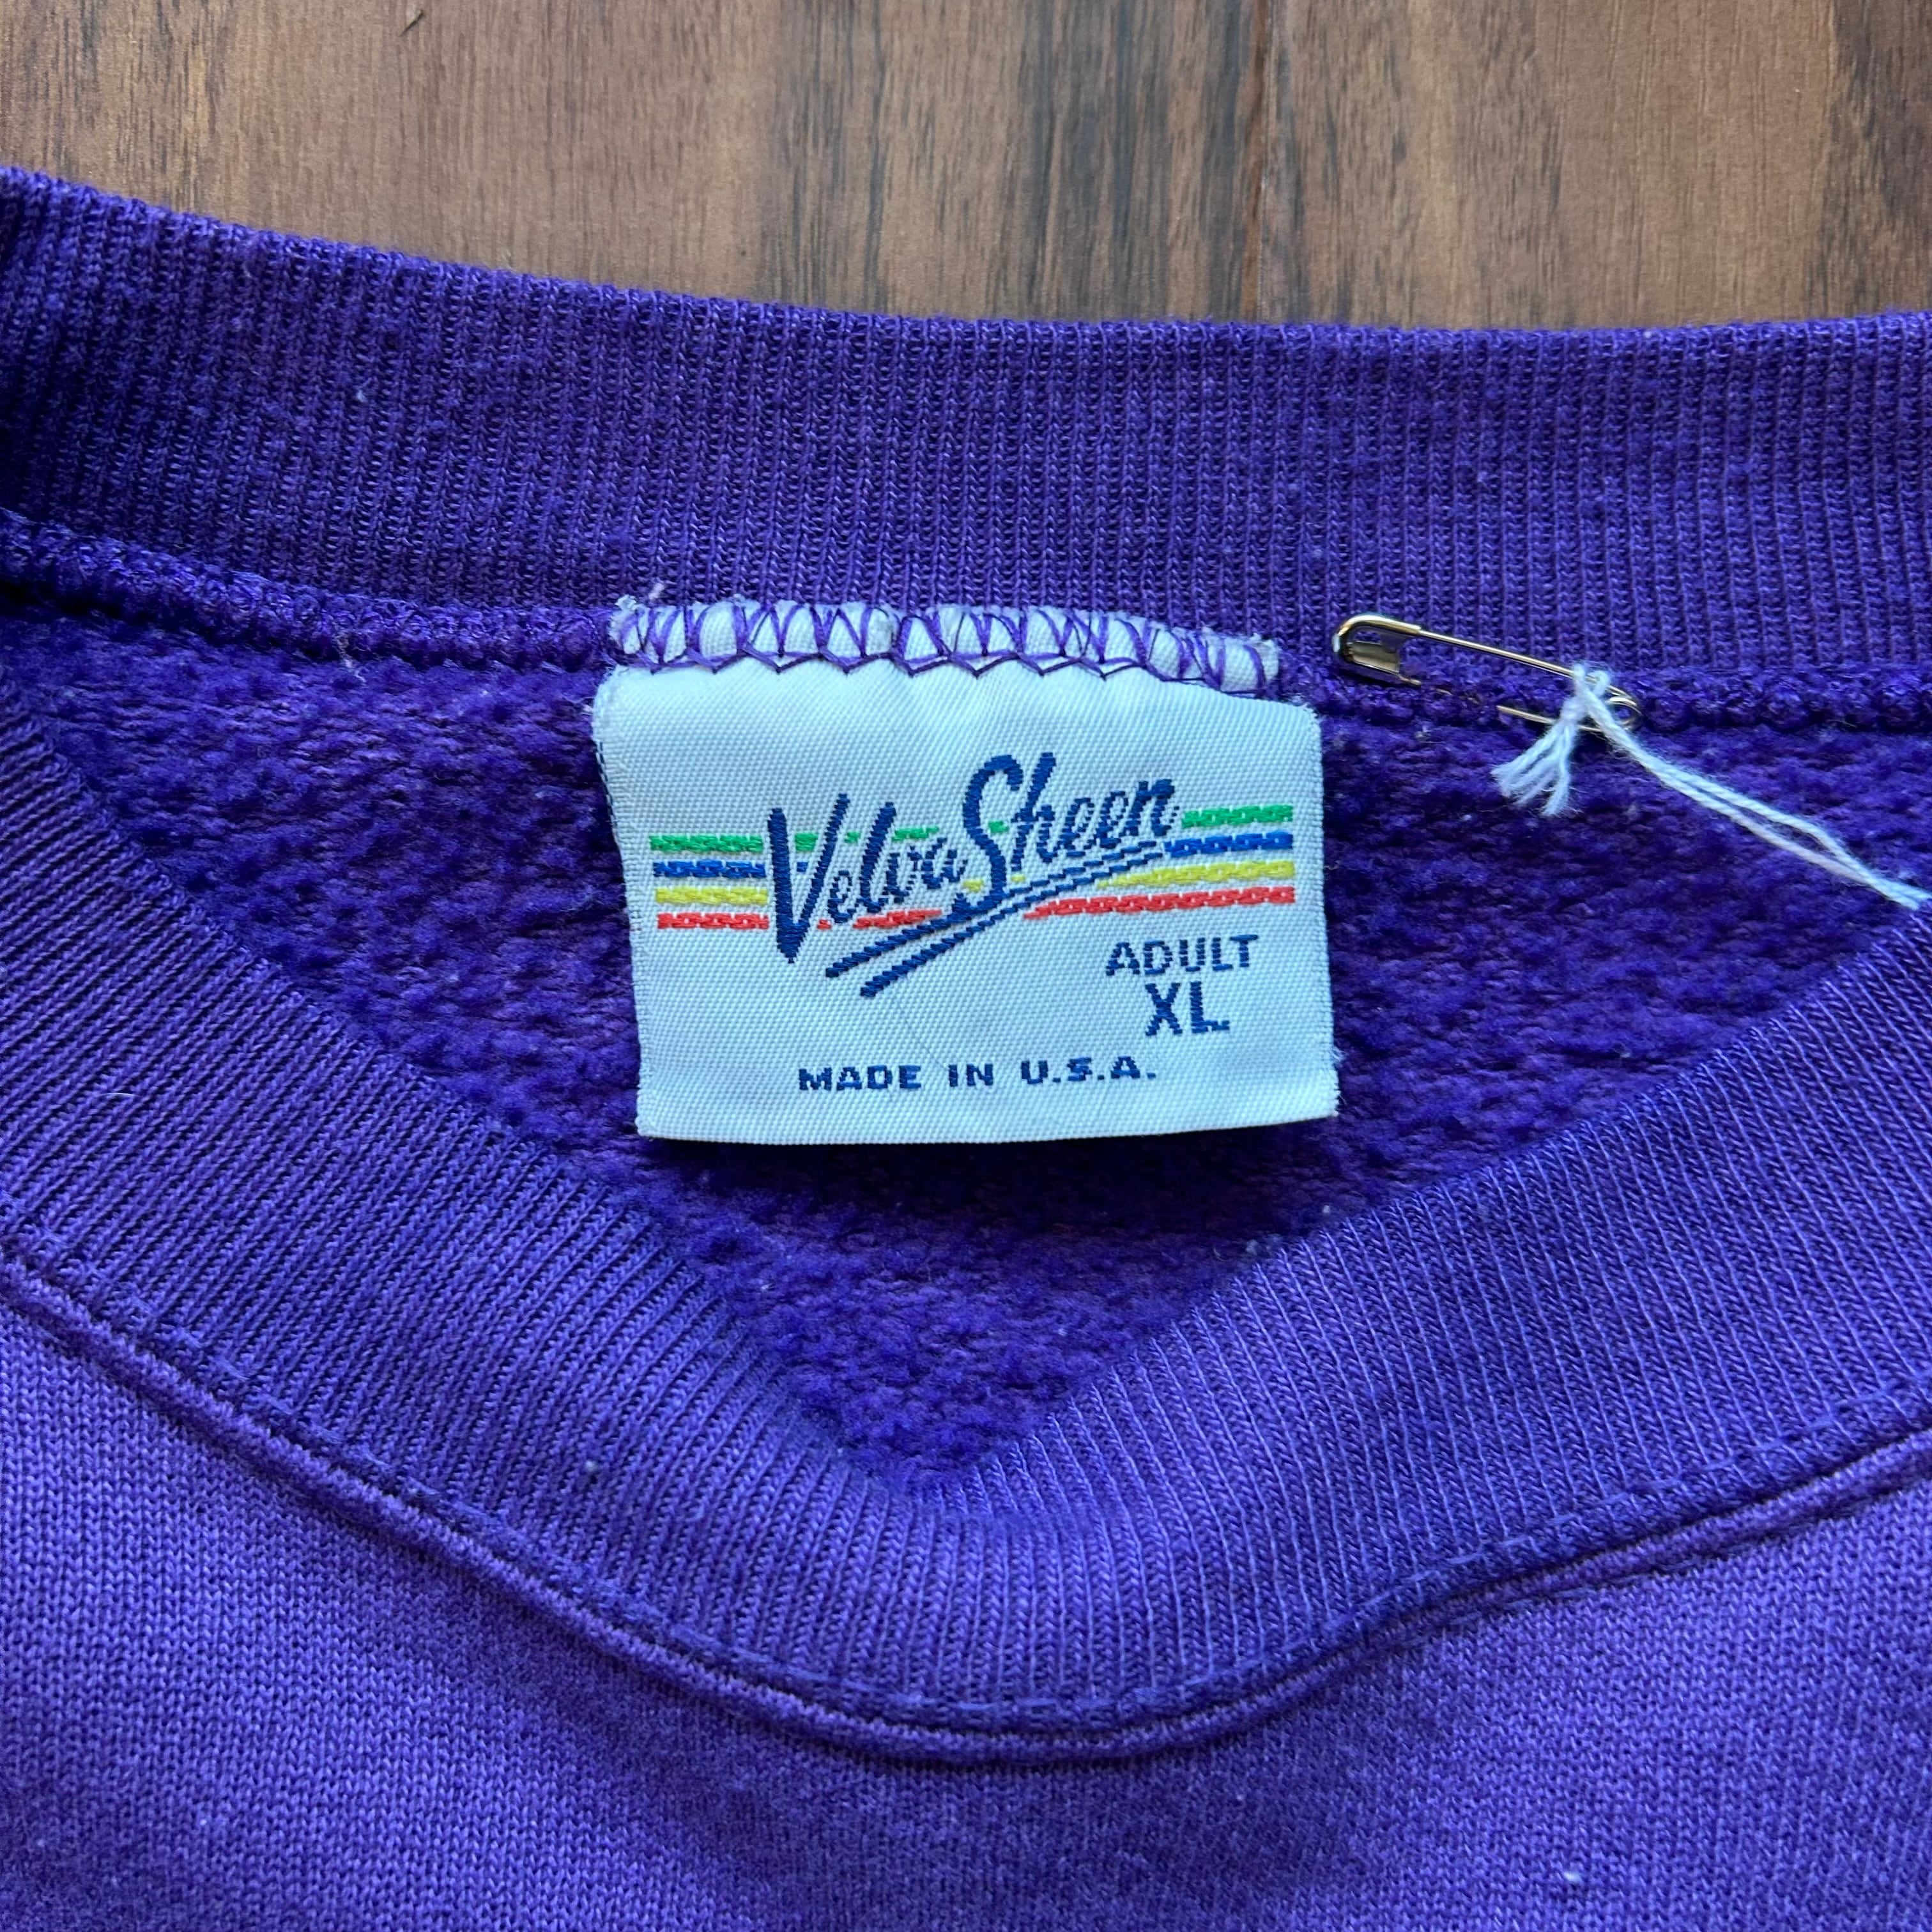 Velva Sheen
ADULT
XL
MADE IN U.S.A.